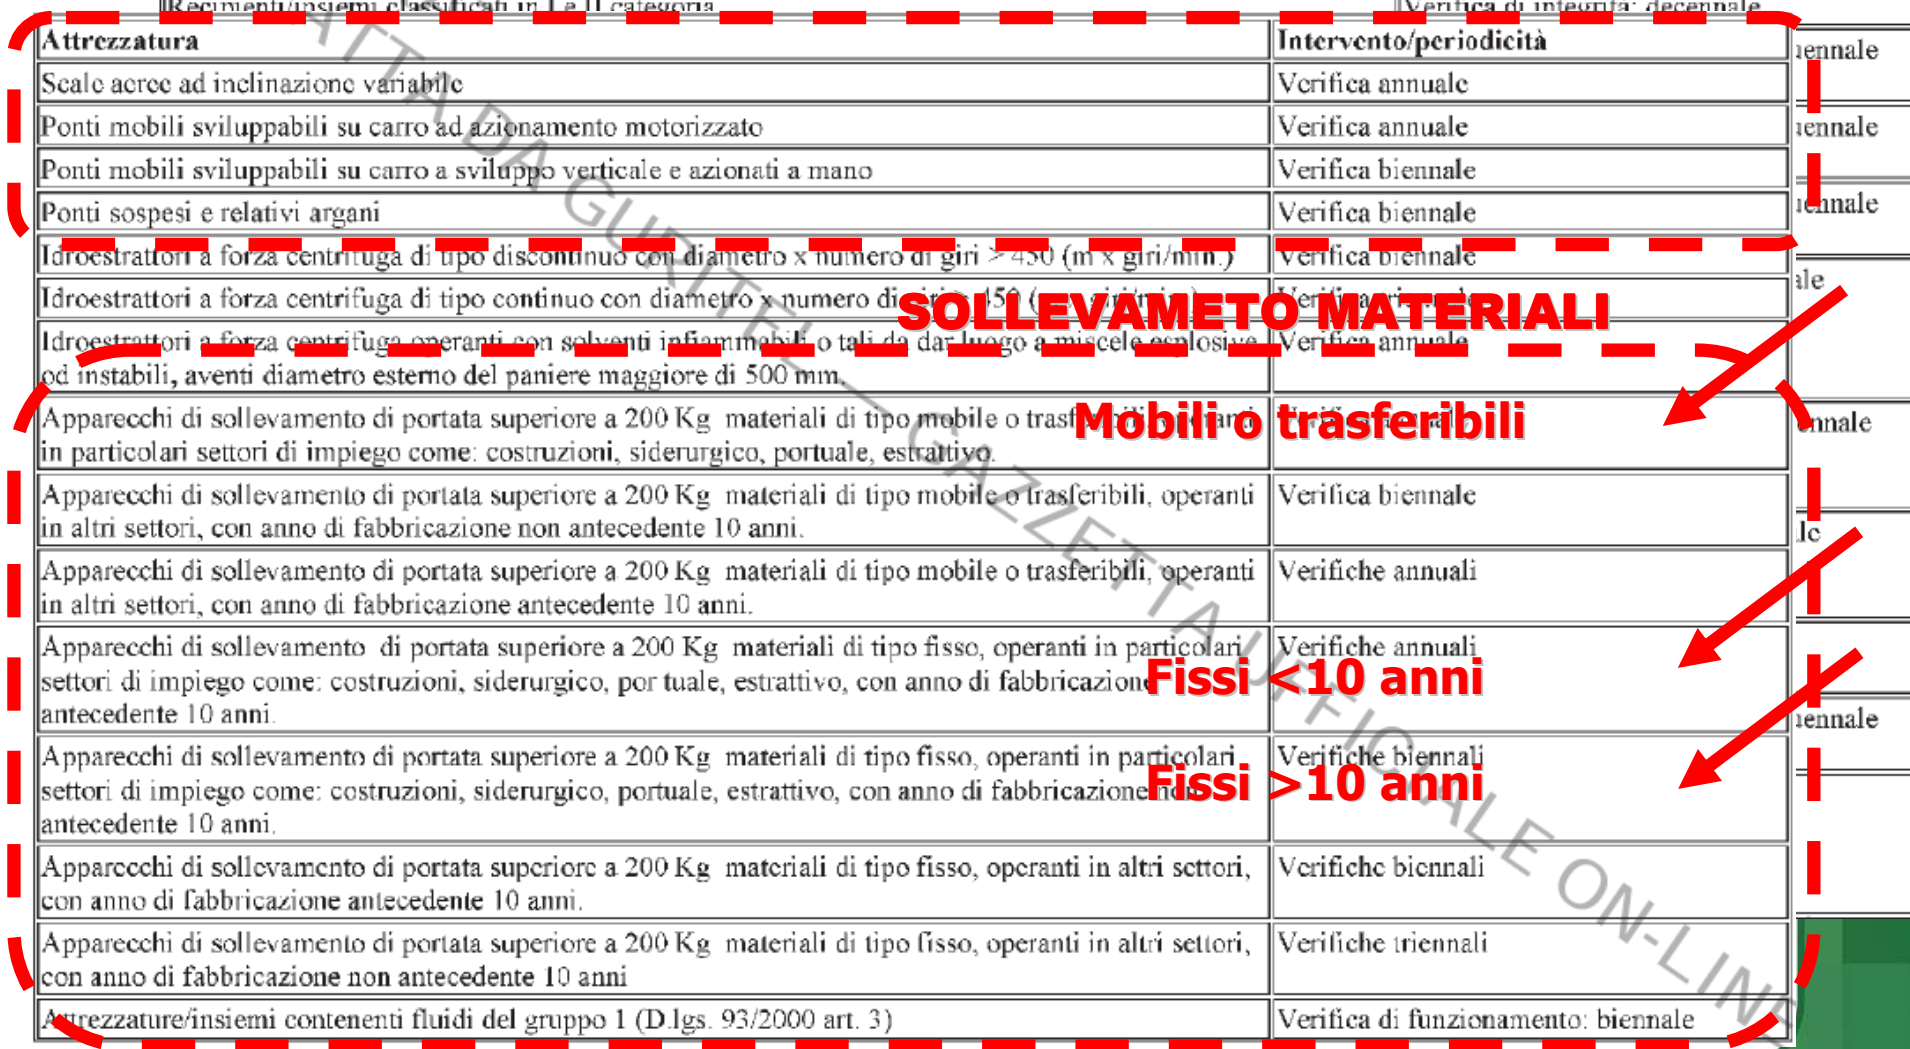 Recipienti/insiemi classificati in I e II categoria
Verifica di integrità: decennale
Attrezzatura
Intervento/periodicità
Scale aeree ad inclinazione variabile
Verifica annuale
Ponti mobili sviluppabili su carro ad azionamento motorizzato
Verifica annuale
Ponti mobili sviluppabili su carro a sviluppo verticale e azionati a mano
Verifica biennale
Ponti sospesi e relativi argani
Verifica biennale
Idroestrattori a forza centrifuga di tipo discontinuo con diametro x numero di giri > 450 (m x giri/min.)
Verifica biennale
Idroestrattori a forza centrifuga di tipo continuo con diametro x numero di 450
SOLLEVAMETO MATERIALI
Idroestrattori a forza centrifuga operanti con solventi infiammabili o tali da dar luogo a miscele esplosive
Verifica annuale
od instabili, aventi diametro esterno del paniere maggiore di 500 mm.
Apparecchi di sollevamento di portata superiore a 200 Kg materiali di tipo mobile o
Mobili o trasferibili
in particolari settori di impiego come: costruzioni, siderurgico, portuale, estrattivo.
Apparecchi di sollevamento di portata superiore a 200 Kg materiali di tipo mobile o trasferibili, operanti
Verifica biennale
in altri settori, con anno di fabbricazione non antecedente 10 anni.
Apparecchi di sollevamento di portata superiore a 200 Kg materiali di tipo mobile o trasferibili, operanti
Verifiche annuali
in altri settori, con anno di fabbricazione antecedente 10 anni.
Apparecchi di sollevamento di portata superiore a 200 Kg materiali di tipo fisso, operanti in particolari
Verifiche annuali
settori di impiego come: costruzioni, siderurgico, por tuale, estrattivo, con anno di fabbricazione
Fissi <10 anni
antecedente 10 anni.
Apparecchi di sollevamento di portata superiore a 200 Kg materiali di tipo fisso, operanti in particolari
Verifiche biennali
settori di impiego come: costruzioni, siderurgico, portuale, estrattivo, con anno di fabbricazione
Fissi >10 anni
antecedente 10 anni.
Apparecchi di sollevamento di portata superiore a 200 Kg materiali di tipo fisso, operanti in altri settori,
Verifiche biennali
con anno di fabbricazione antecedente 10 anni.
Apparecchi di sollevamento di portata superiore a 200 Kg materiali di tipo fisso, operanti in altri settori,
Verifiche triennali
con anno di fabbricazione non antecedente 10 anni
Attrezzature/insiemi contenenti fluidi del gruppo 1 (D.lgs. 93/2000 art. 3)
Verifica di funzionamento: biennale
ATTA DA GURITEL — GAZZETTA UFFICIALE ON-LINE